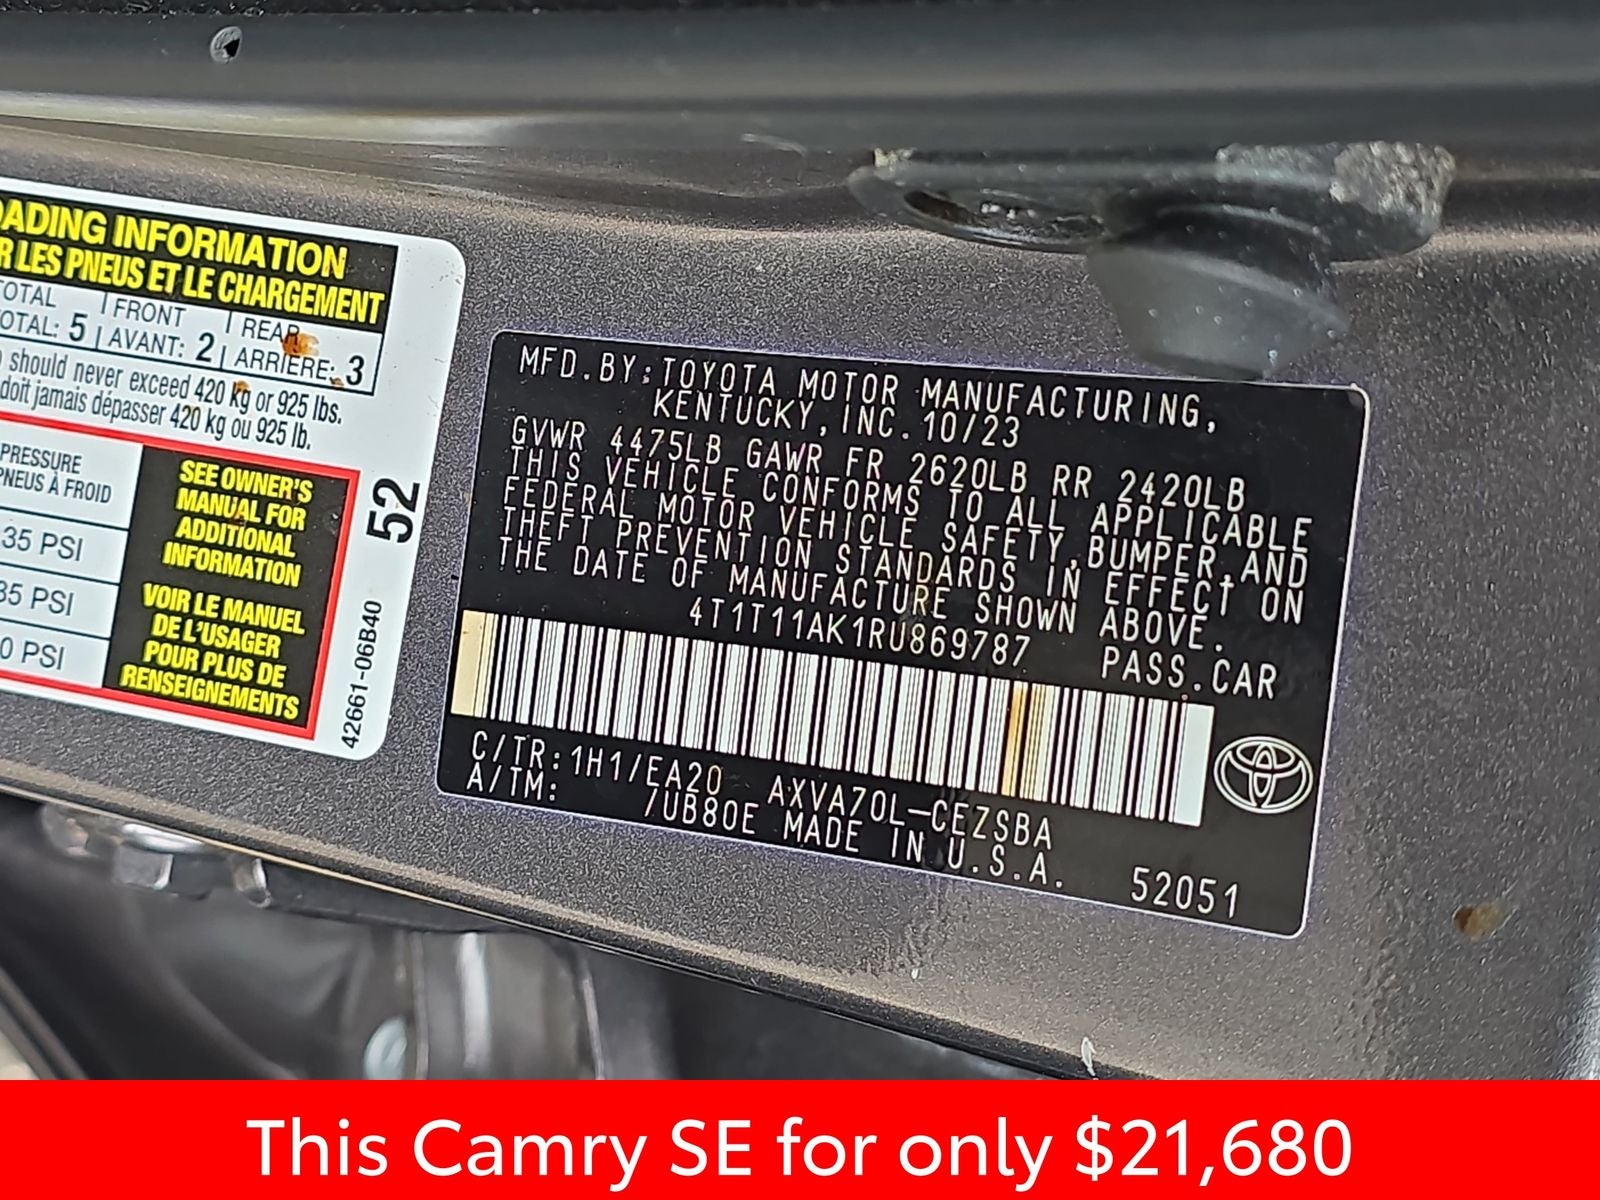 ADING INFORMATION
R LES PNEUS ET LE CHARGEMENT
TOTAL FRONT REAR
OTAL: 5 AVANT: 2 ARRIÈRE: 3
should never exceed 420 kg or 925 lbs.
doit jamais dépasser 420 kg ou 925 lb.
PRESSURE
PNEUS À FROID
35 PSI
35 PSI
0 PSI
SEE OWNER'S
MANUAL FOR
ADDITIONAL
INFORMATION
VOIR LE MANUEL
DE L'USAGER
POUR PLUS DE
RENSEIGNEMENTS
52
42661-06B40
MFD.BY:TOYOTA MOTOR MANUFACTURING,
KENTUCKY,INC.10/23
GVWR 4475LB GAWR FR 2620LB RR 2420LB
THIS VEHICLE CONFORMS TO ALL APPLICABLE
FEDERAL MOTOR VEHICLE SAFETY,BUMPER,AND
THEFT PREVENTION STANDARDS IN EFFECT ON
THE DATE OF MANUFACTURE SHOWN ABOVE.
4T1T11AK1RU869787 PASS.CAR
C/TR:1H1/EA20 AXVA70L-CEZSBA
A/TM: /UB80E MADE IN U.S.A.
52051
This Camry SE for only $21,680